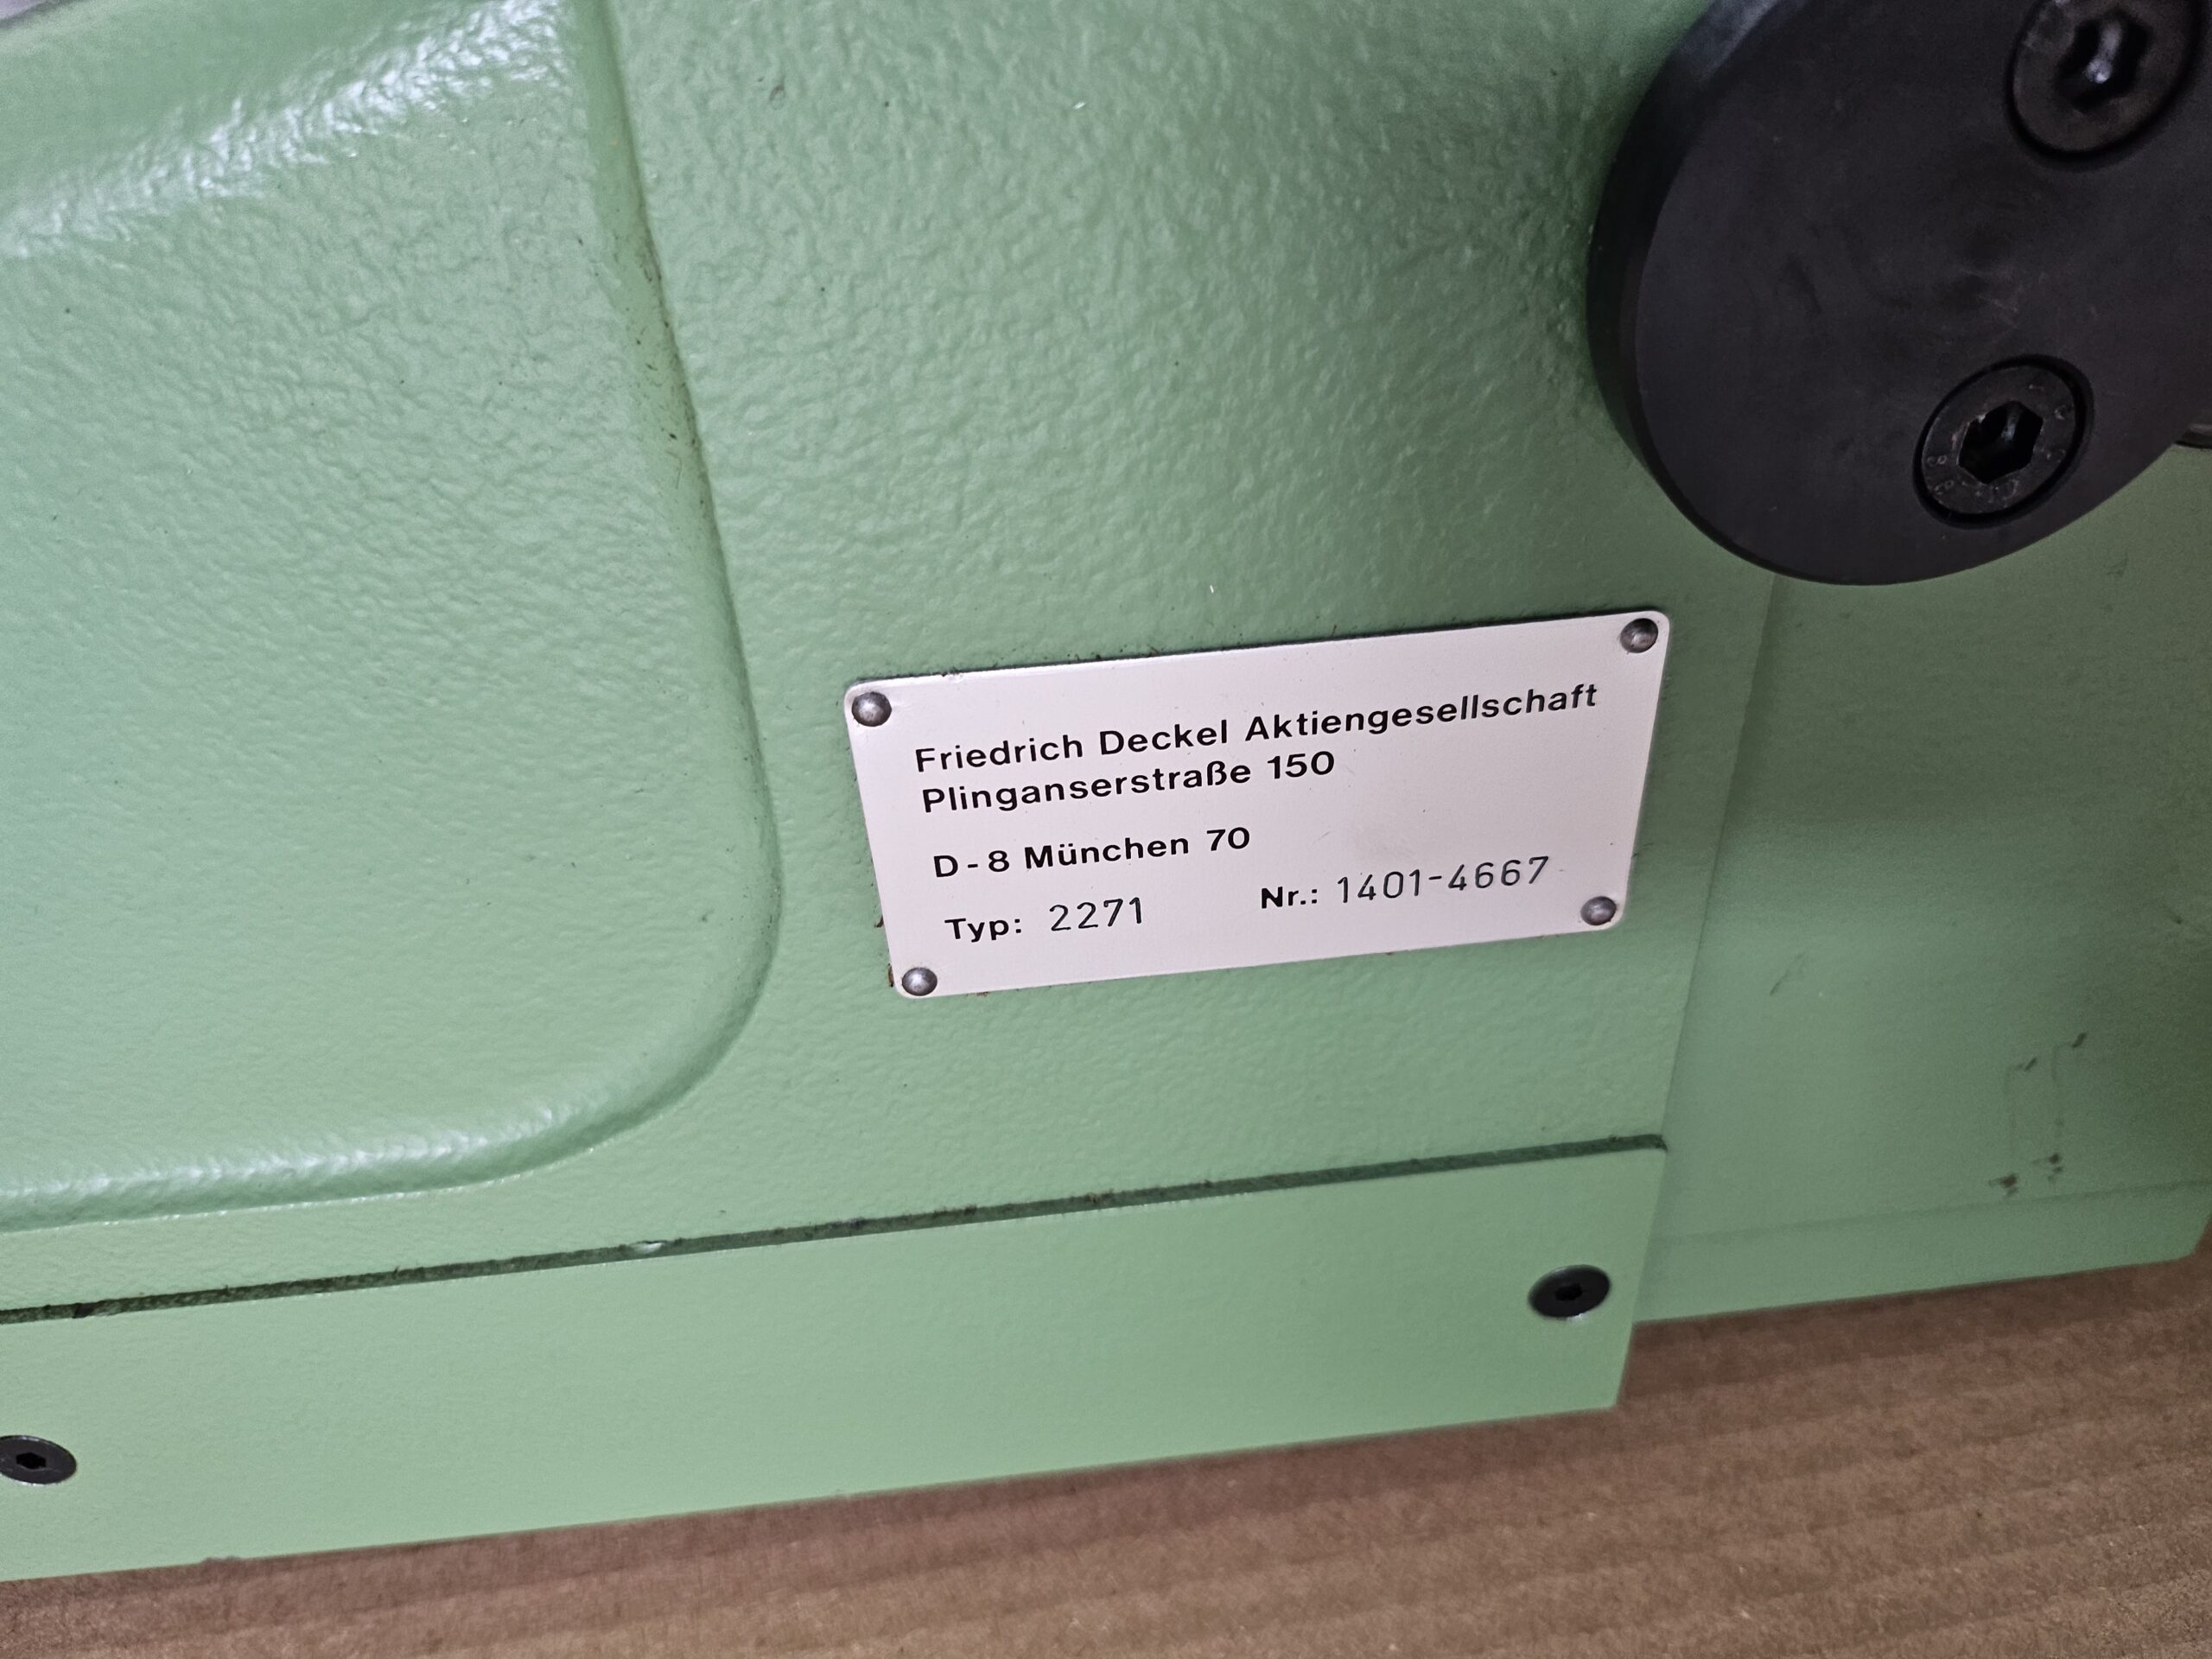 Friedrich Deckel Aktiengesellschaft
Plinganserstraße 150
D-8 München 70
Typ: 2271 Nr.: 1401-4667